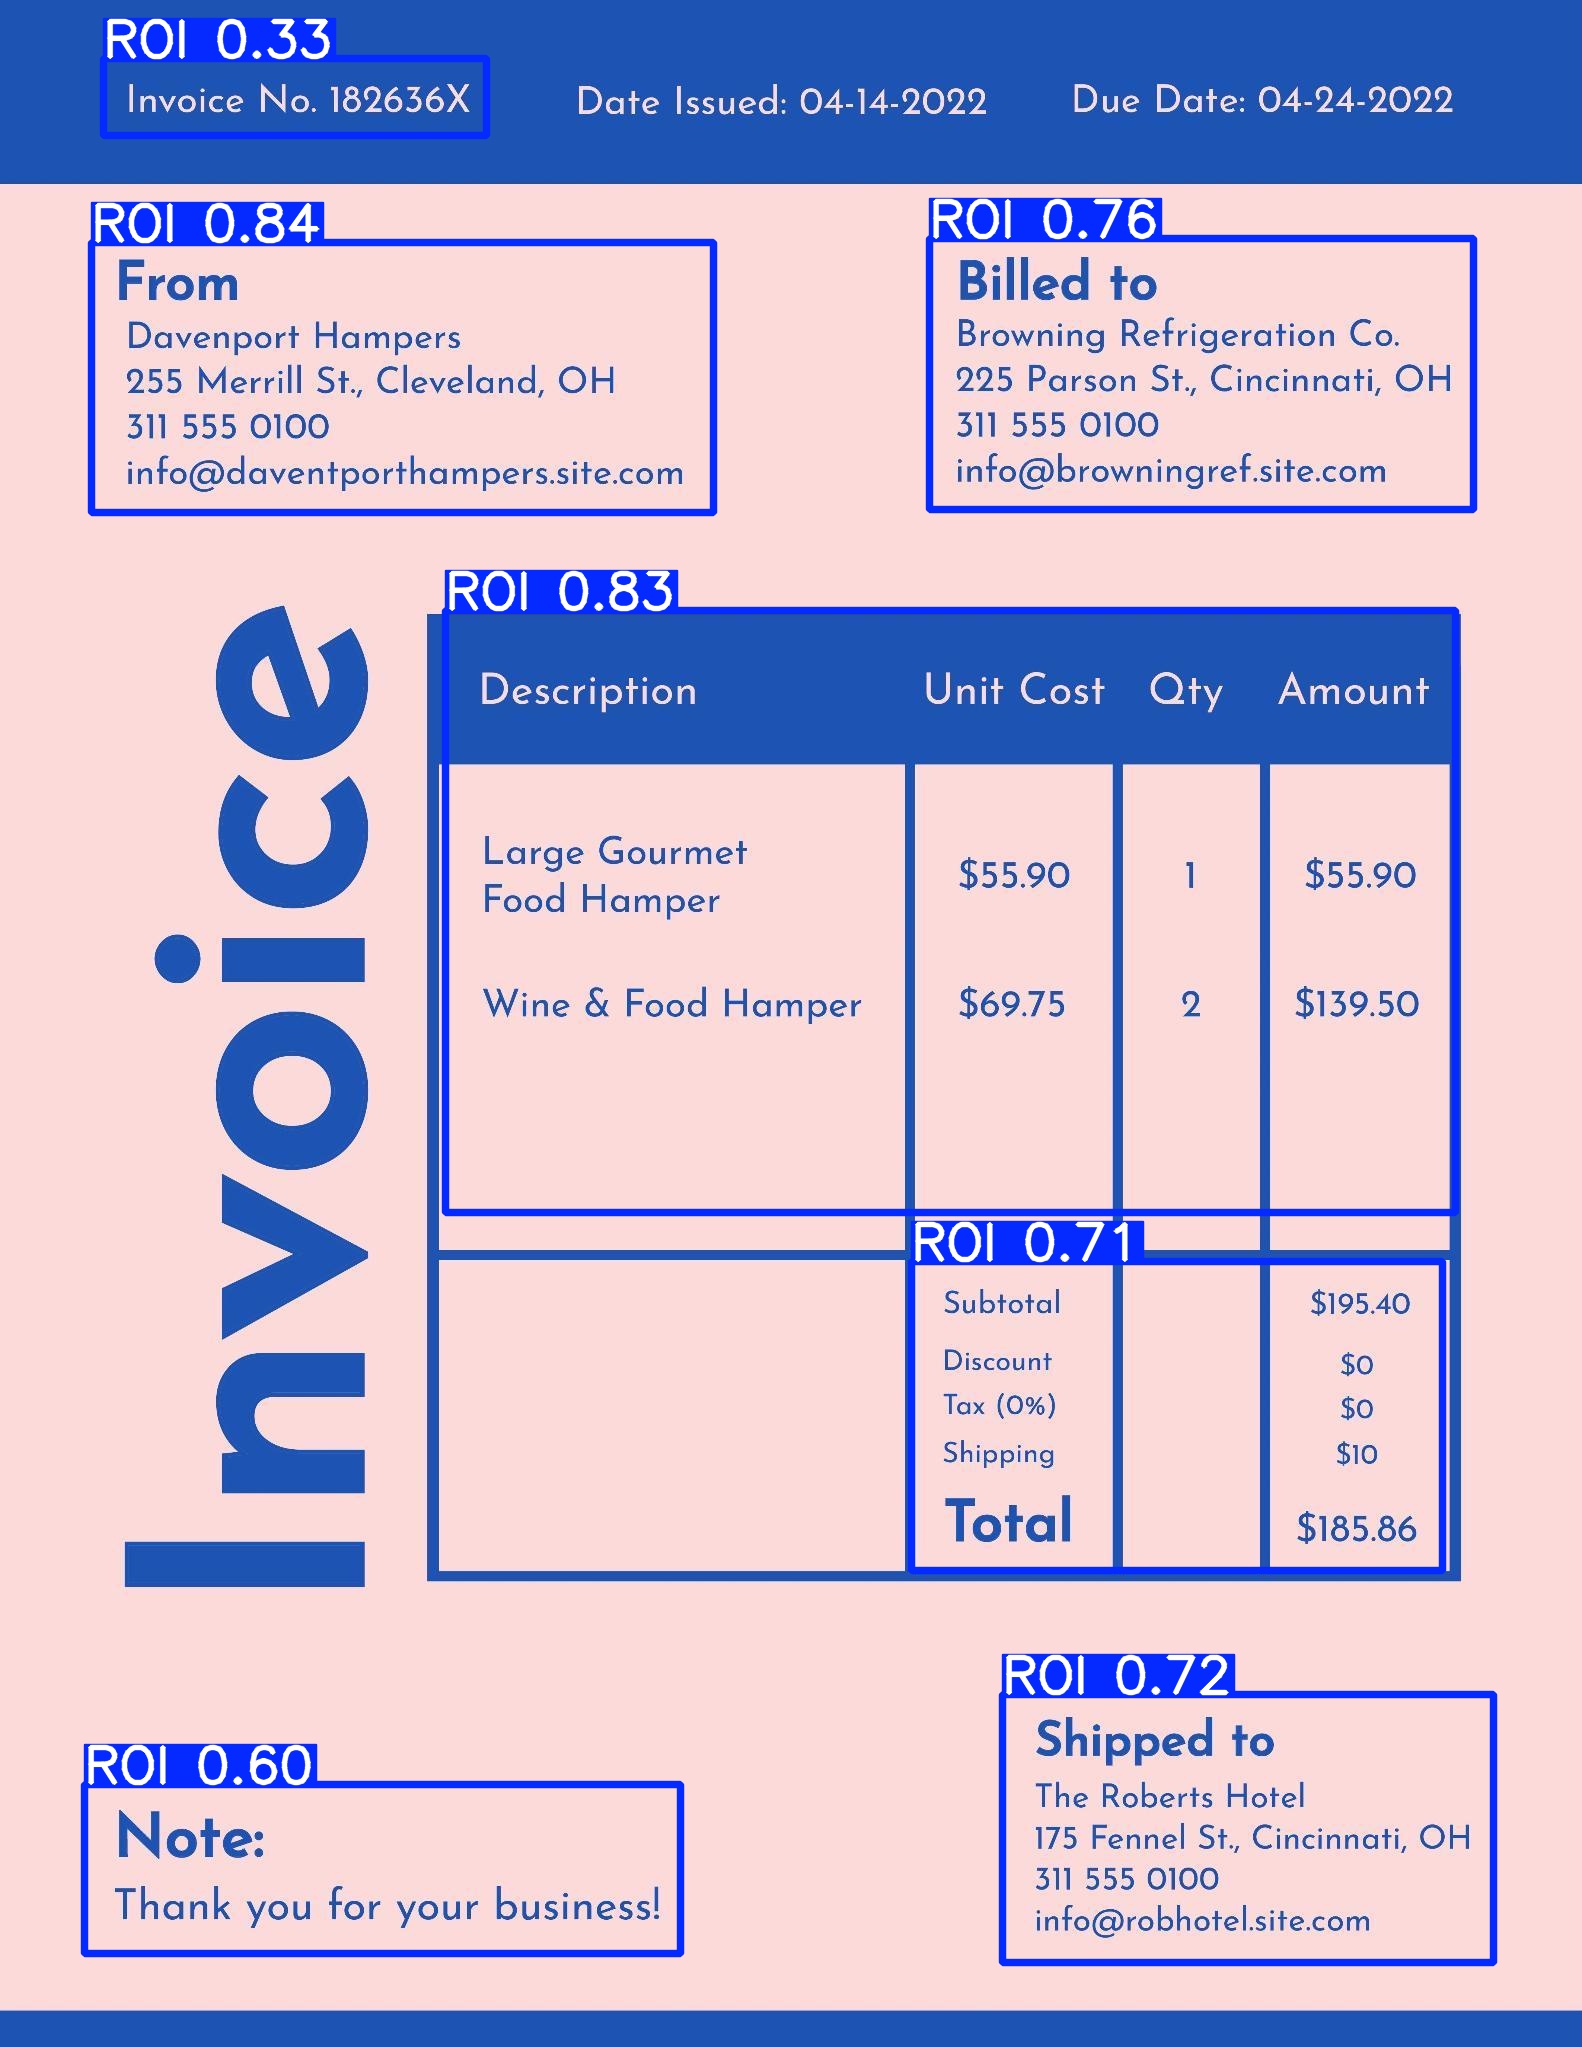 ROI 0.33
Invoice No. 182636X
Date Issued: 04-14-2022
Due Date: 04-24-2022
ROI 0.84
From
Davenport Hampers
255 Merrill St., Cleveland, OH
311 555 0100
info@daventporthampers.site.com
ROI 0.76
Billed to
Browning Refrigeration Co.
225 Parson St., Cincinnati, OH
311 555 0100
info@browningref.site.com
Invoice
ROI 0.83
Description Unit Cost Qty Amount
Large Gourmet
Food Hamper $55.90 1 $55.90
Wine & Food Hamper $69.75 2 $139.50
ROI 0.71
Subtotal $195.40
Discount $0
Tax (0%) $0
Shipping $10
Total $185.86
ROI 0.60
Note:
Thank you for your business!
ROI 0.72
Shipped to
The Roberts Hotel
175 Fennel St., Cincinnati, OH
311 555 0100
info@robhotel.site.com